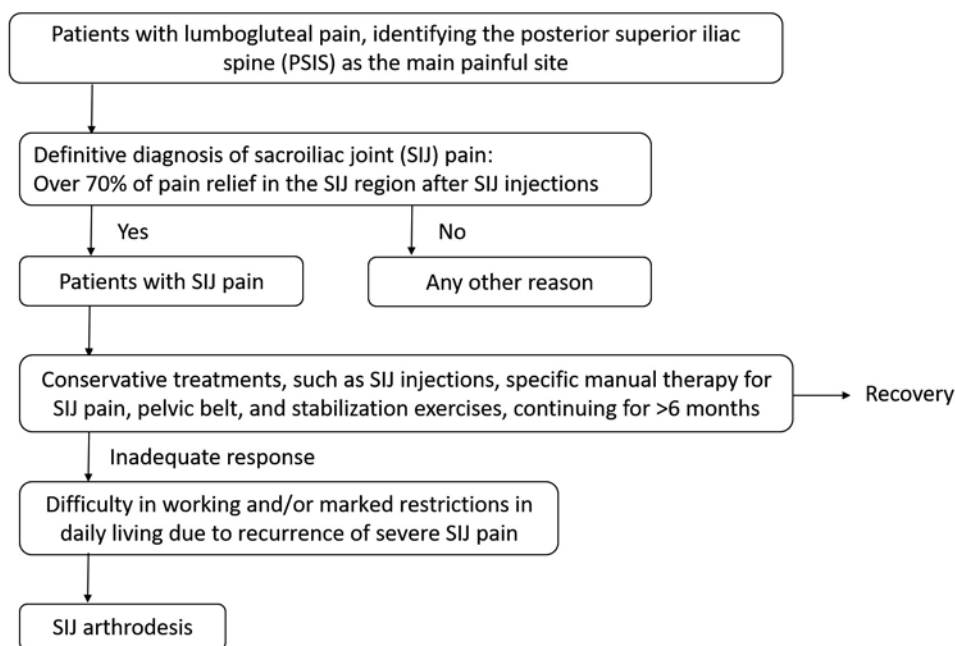 Patients with lumbogluteal pain, identifying the posterior superior iliac
spine (PSIS) as the main painful site
Definitive diagnosis of sacroiliac joint (SIJ) pain:
Over 70% of pain relief in the SIJ region after SIJ injections
Yes
No
Patients with SIJ pain
Any other reason
Conservative treatments, such as SIJ injections, specific manual therapy for
SIJ pain, pelvic belt, and stabilization exercises, continuing for >6 months
Recovery
Inadequate response
Difficulty in working and/or marked restrictions in
daily living due to recurrence of severe SIJ pain
SIJ arthrodesis